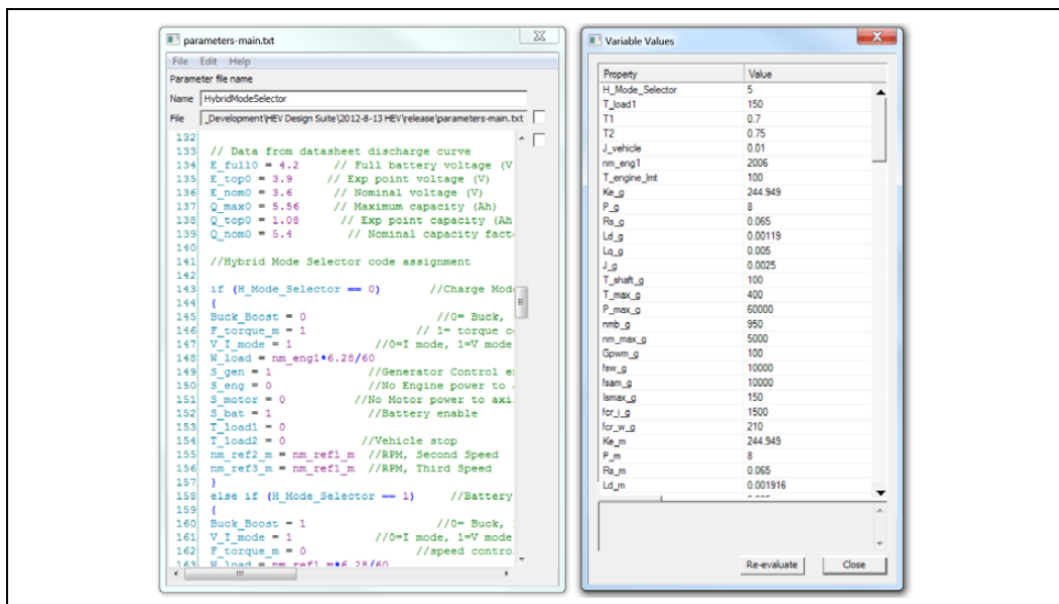 parameters-main.txt
File Edit Help
Parameter file name
Name HybridModeSelector
File _Development\HEV Design Suite\2012-8-13 HEV\release\parameters-main.txt
132
133 // Data from datasheet discharge curve
134 E_full0 = 4.2 // Full battery voltage (V
135 E_top0 = 3.9 // Exp point voltage (V)
136 E_nom0 = 3.6 // Nominal voltage (V)
137 Q_max0 = 5.56 // Maximum capacity (Ah)
138 Q_top0 = 1.08 // Exp point capacity (Ah
139 Q_nom0 = 5.4 // Nominal capacity fact
140
141 //Hybrid Mode Selector code assignment
142
143 if (H_Mode_Selector == 0) //Charge Mod
144 {
145 Buck_Boost = 0 //0= Buck,
146 F_torque_m = 1 // 1= torque c
147 V_I_mode = 1 //0=I mode, 1=V mode
148 W_load = nm_eng1*6.28/60
149 S_gen = 1 //Generator Control e
150 S_eng = 0 //No Engine power to
151 S_motor = 0 //No Motor power to axi
152 S_bat = 1 //Battery enable
153 T_load1 = 0
154 T_load2 = 0 //Vehicle stop
155 nm_ref2_m = nm_ref1_m //RPM, Second Speed
156 nm_ref3_m = nm_ref1_m //RPM, Third Speed
157 }
158 else if (H_Mode_Selector == 1) //Battery
159 {
160 Buck_Boost = 1 //0= Buck,
161 V_I_mode = 1 //0=I mode, 1=V mode
162 F_torque_m = 0 //speed contro
163 W_load = nm_ref1_m*6.28/60
Variable Values
Property Value
H_Mode_Selector 5
T_load1 150
T1 0.7
T2 0.75
J_vehicle 0.01
nm_eng1 2006
T_engine_lmt 100
Ke_g 244.949
P_g 8
Rs_g 0.065
Ld_g 0.00119
Lq_g 0.005
J_g 0.0025
T_shaft_g 100
T_max_g 400
P_max_g 60000
nmb_g 950
nm_max_g 5000
Gpwm_g 100
fsw_g 10000
fsam_g 10000
Ismax_g 150
fcr_i_g 1500
fcr_w_g 210
Ke_m 244.949
P_m 8
Rs_m 0.065
Ld_m 0.001916
Re-evaluate Close